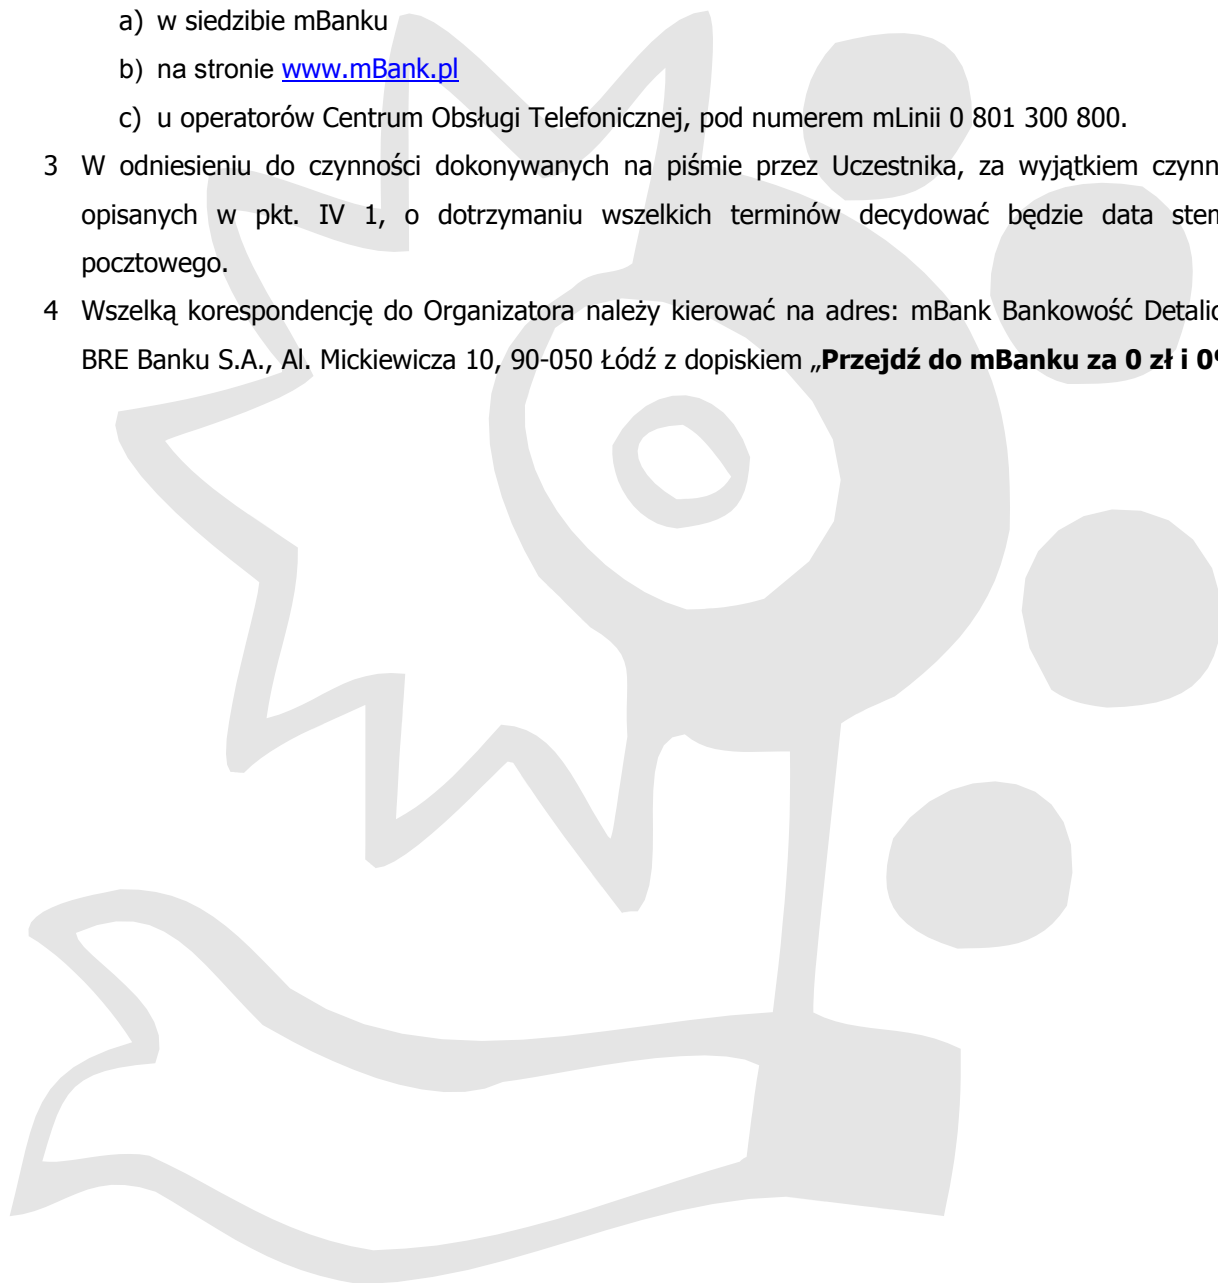 a) w siedzibie mBanku
b) na stronie www.mBank.pl
c) u operatorów Centrum Obsługi Telefonicznej, pod numerem mLinii 0 801 300 800.
3 W odniesieniu do czynności dokonywanych na piśmie przez Uczestnika, za wyjątkiem
opisanych w pkt. IV 1, o dotrzymaniu wszelkich terminów decydować będzie data
pocztowego.
4 Wszelką korespondencję do Organizatora należy kierować na adres: mBank Bankowość
BRE Banku S.A., Al. Mickiewicza 10, 90-050 Łódź z dopiskiem „Przejdź do mBanku za 0 zł i